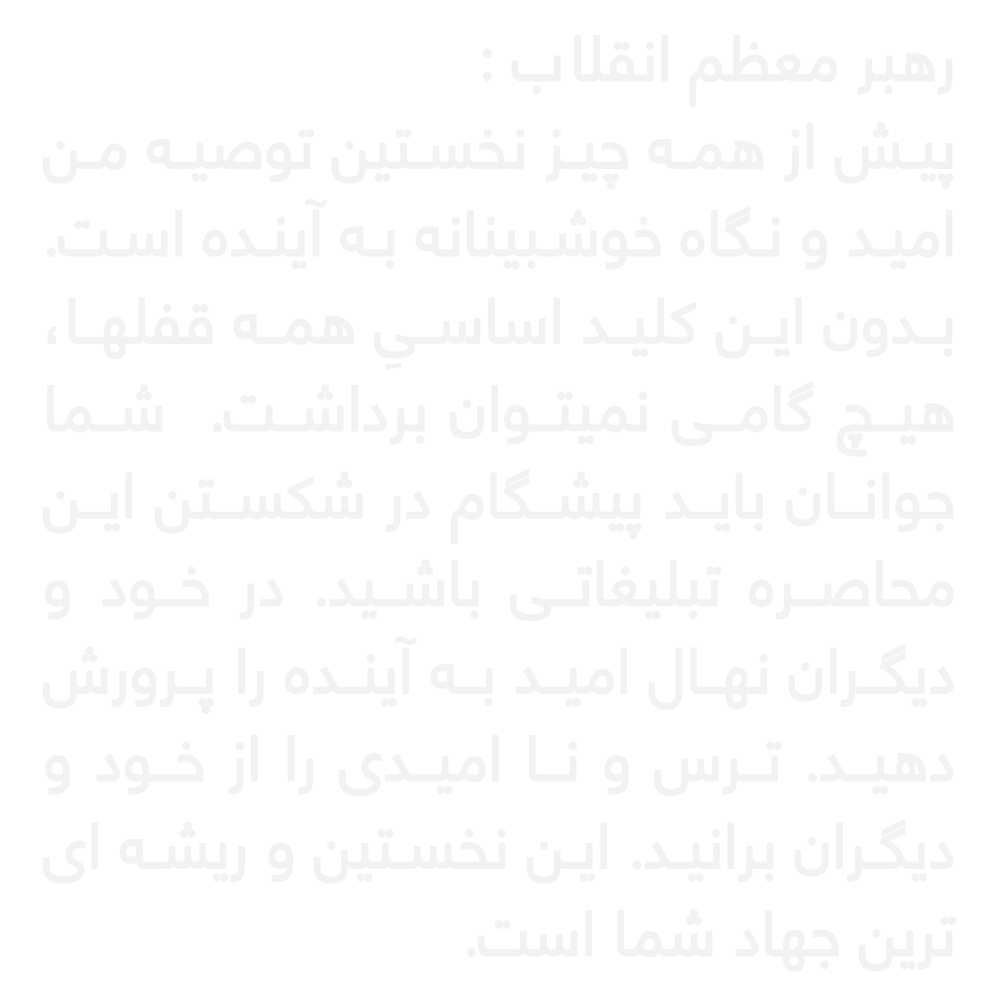 رهبر معظم انقلاب :
پیش از همه چیز نخستین توصیه من
امید و نگاه خوشبینانه به آینده است.
بدون این کلید اساسیِ همه قفلها،
هیچ گامی نمیتوان برداشت. شما
جوانان باید پیشگام در شکستن این
محاصره تبلیغاتی باشید. در خود و
دیگران نهال امید به آینده را پرورش
دهید. ترس و نا امیدی را از خود و
دیگران برانید. این نخستین و ریشه ای
ترین جهاد شما است.